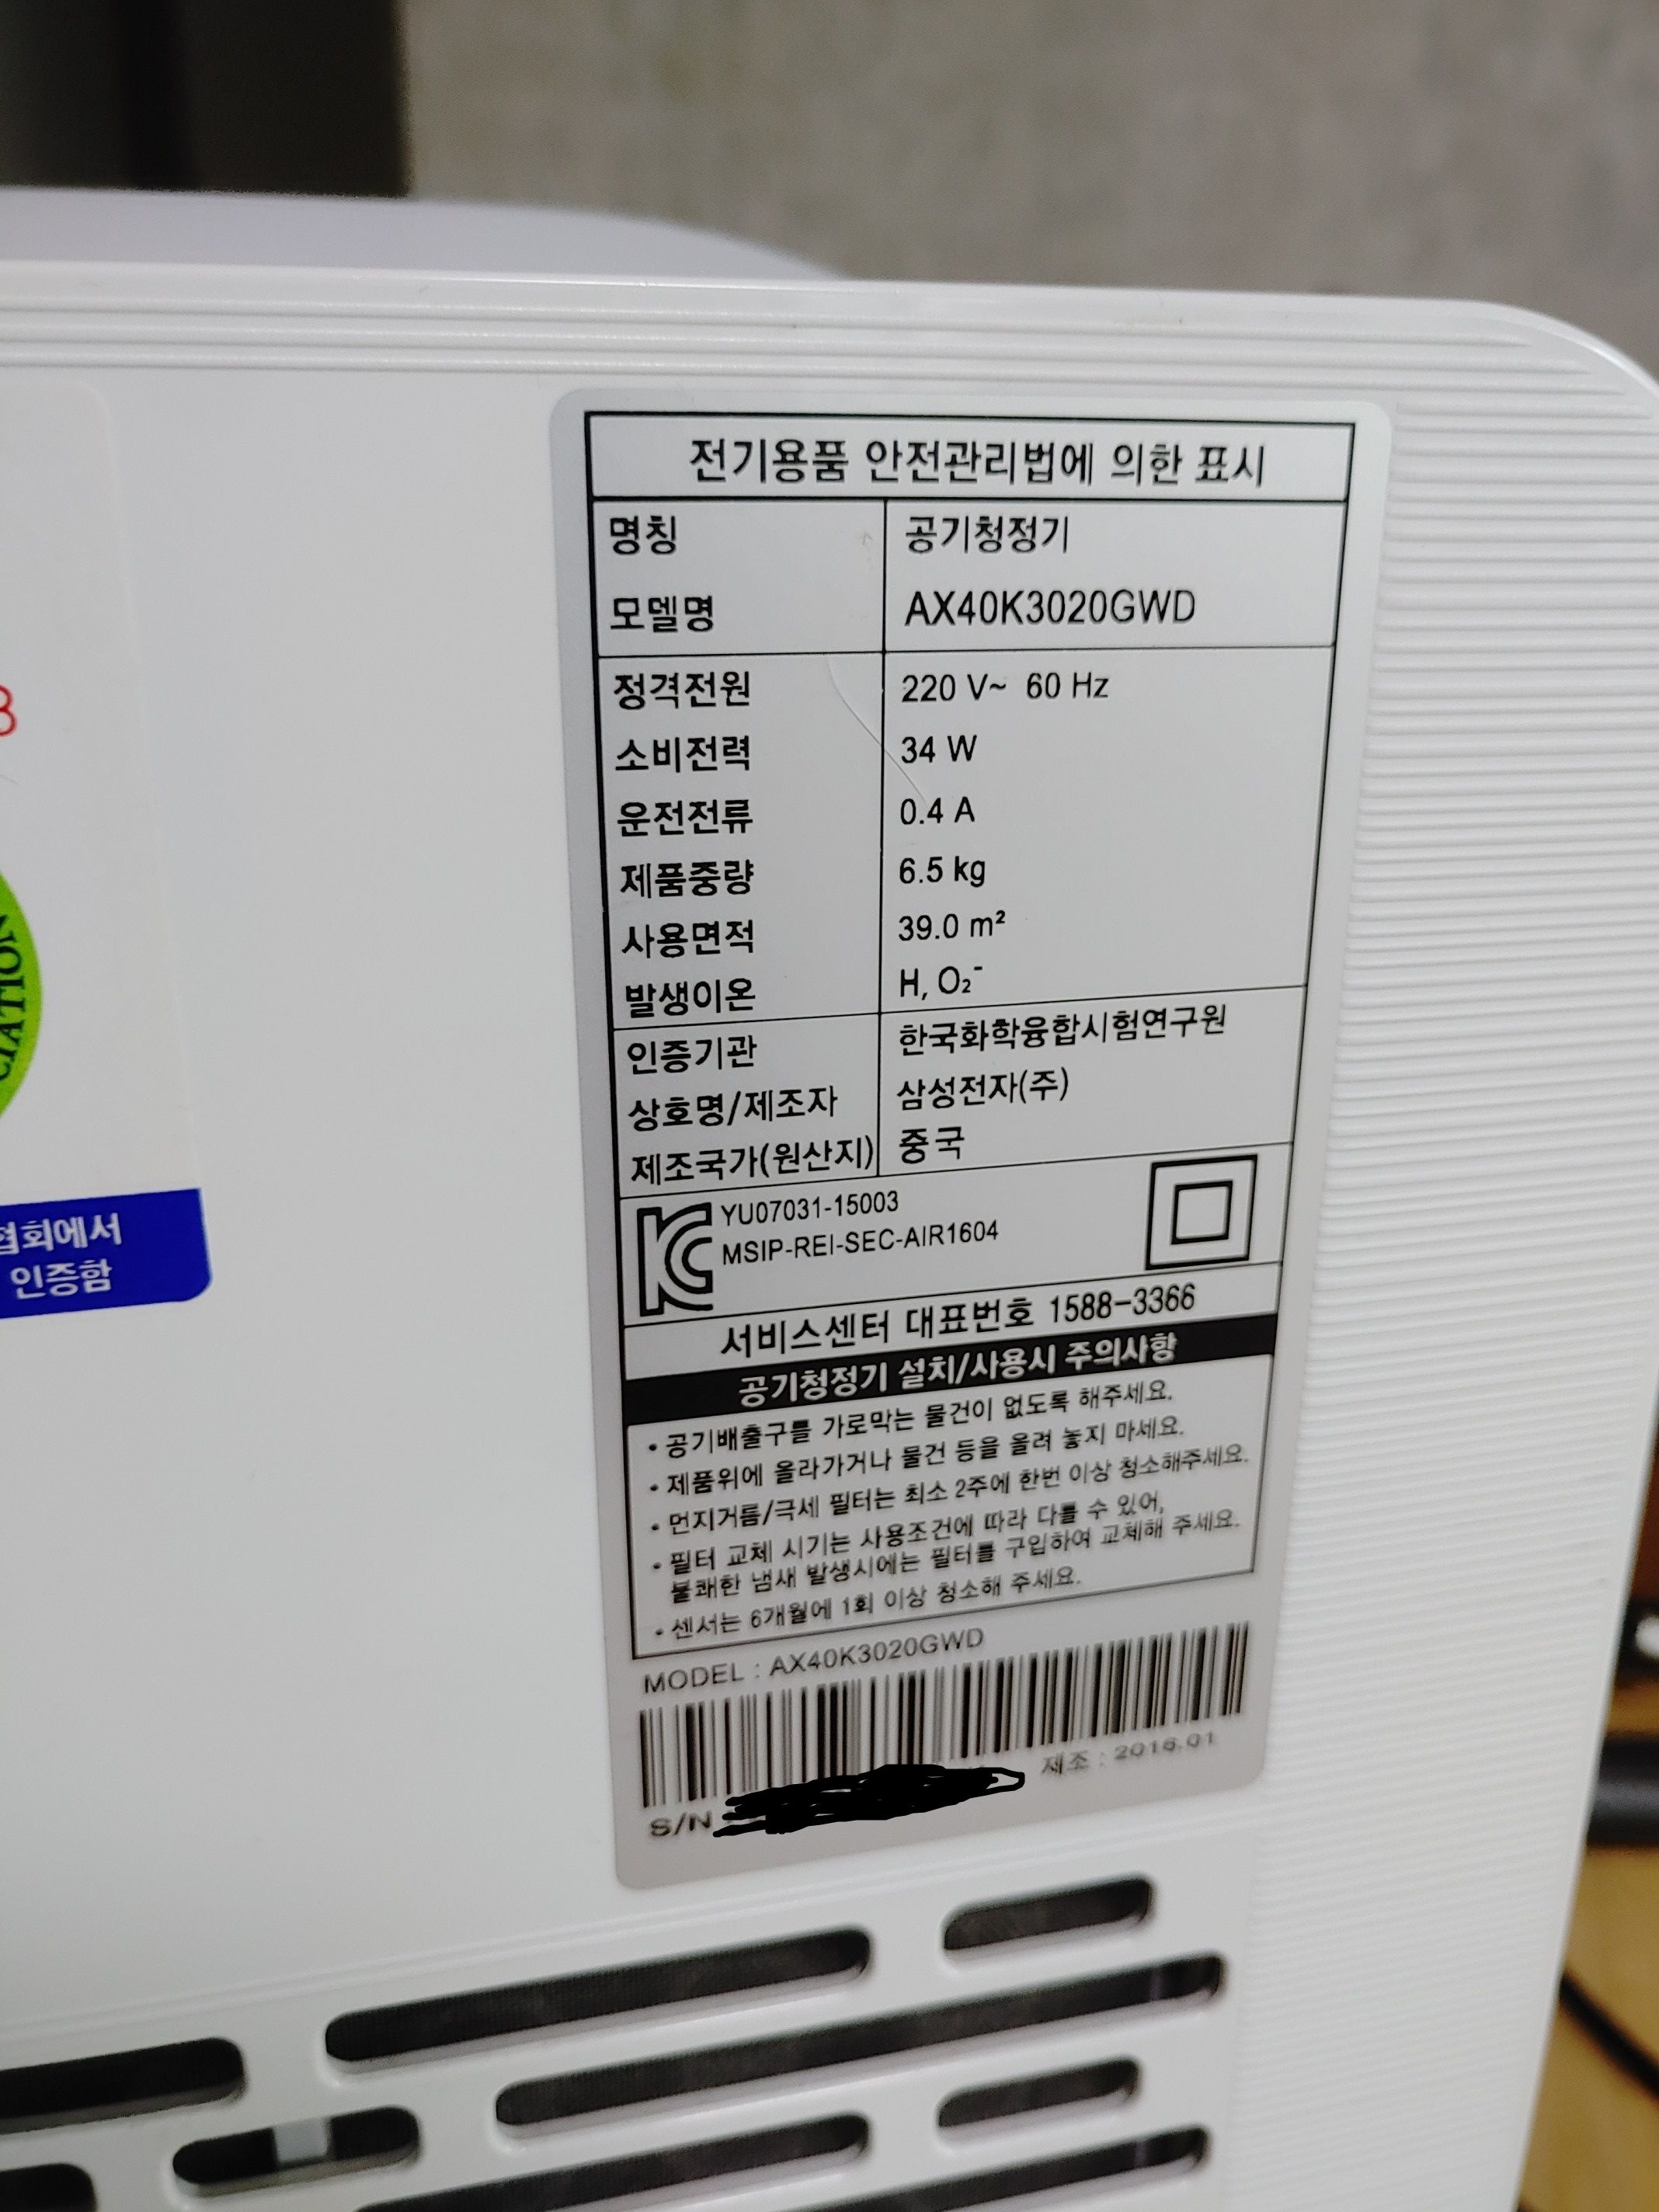 전기용품 안전관리법에 의한 표시
명칭 공기청정기
모델명 AX40K3020GWD
정격전원 220 V~ 60 Hz
소비전력 34 W
운전전류 0.4 A
제품중량 6.5 kg
사용면적 39.0 m²
발생이온 H, O₂⁻
인증기관 한국화학융합시험연구원
상호명/제조자 삼성전자(주)
제조국가(원산지) 중국
YU07031-15003
MSIP-REI-SEC-AIR1604
서비스센터 대표번호 1588-3366
공기청정기 설치/사용시 주의사항
• 공기배출구를 가로막는 물건이 없도록 해주세요.
• 제품위에 올라가거나 물건 등을 올려 놓지 마세요.
• 먼지거름/극세 필터는 최소 2주에 한번 이상 청소해주세요.
• 필터 교체 시기는 사용조건에 따라 다를 수 있어,
불쾌한 냄새 발생시에는 필터를 구입하여 교체해 주세요.
• 센서는 6개월에 1회 이상 청소해 주세요.
MODEL : AX40K3020GWD
제조 : 2016.01
S/N
CIATION
협회에서
인증함